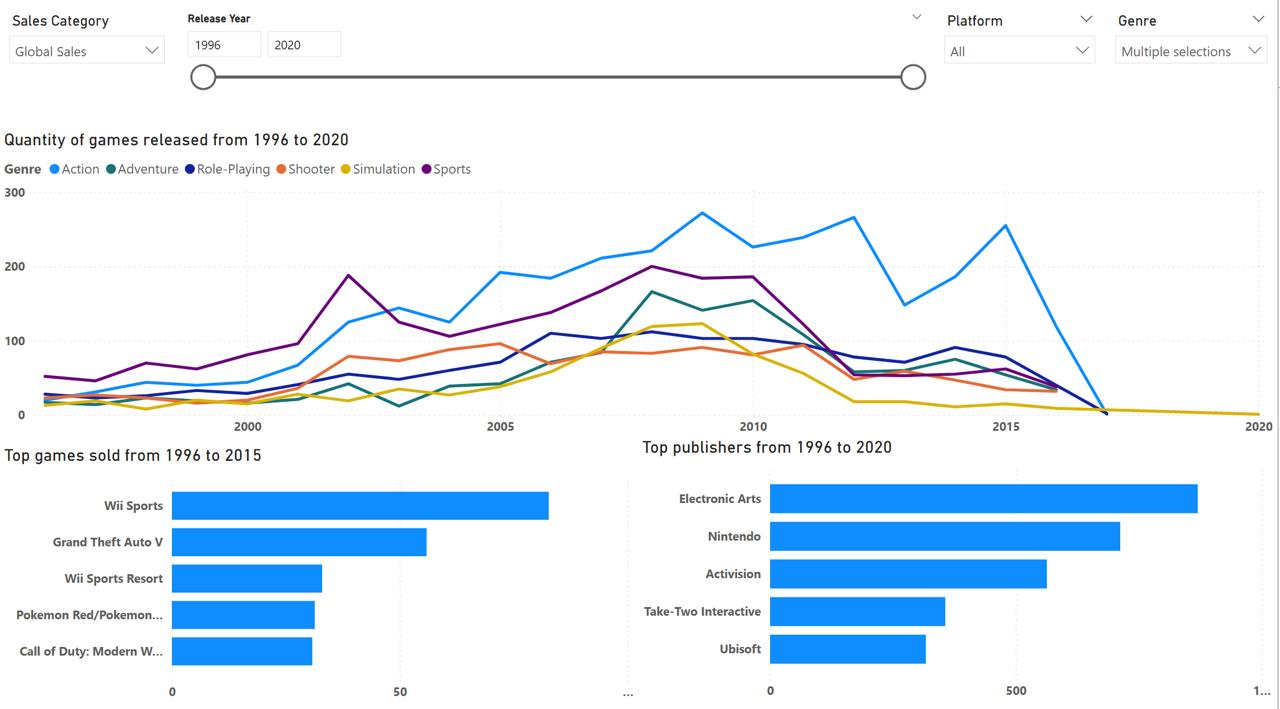 Sales Category
Global Sales
Release Year
1996 2020
Platform
All
Genre
Multiple selections
Quantity of games released from 1996 to 2020
Genre Action Adventure Role-Playing Shooter Simulation Sports
300
200
100
0
2000 2005 2010 2015 2020
Top games sold from 1996 to 2015
Wii Sports
Grand Theft Auto V
Wii Sports Resort
Pokemon Red/Pokemon...
Call of Duty: Modern W...
0 50 ...
Top publishers from 1996 to 2020
Electronic Arts
Nintendo
Activision
Take-Two Interactive
Ubisoft
0 500 1...